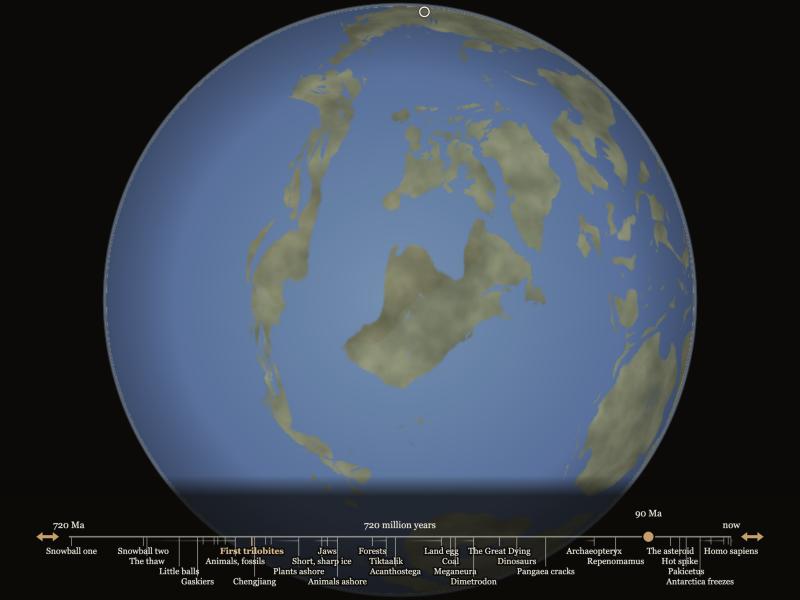 90 Ma
720 Ma 720 million years now
Snowball one Snowball two First trilobites Jaws Forests Land egg The Great Dying Archaeopteryx The asteroid Homo sapiens
The thaw Animals, fossils Short, sharp ice Tiktaalik Coal Dinosaurs Repenomamus Hot spike
Little balls Plants ashore Acanthostega Meganeura Pangaea cracks Pakicetus
Gaskiers Chengjiang Animals ashore Dimetrodon Antarctica freezes